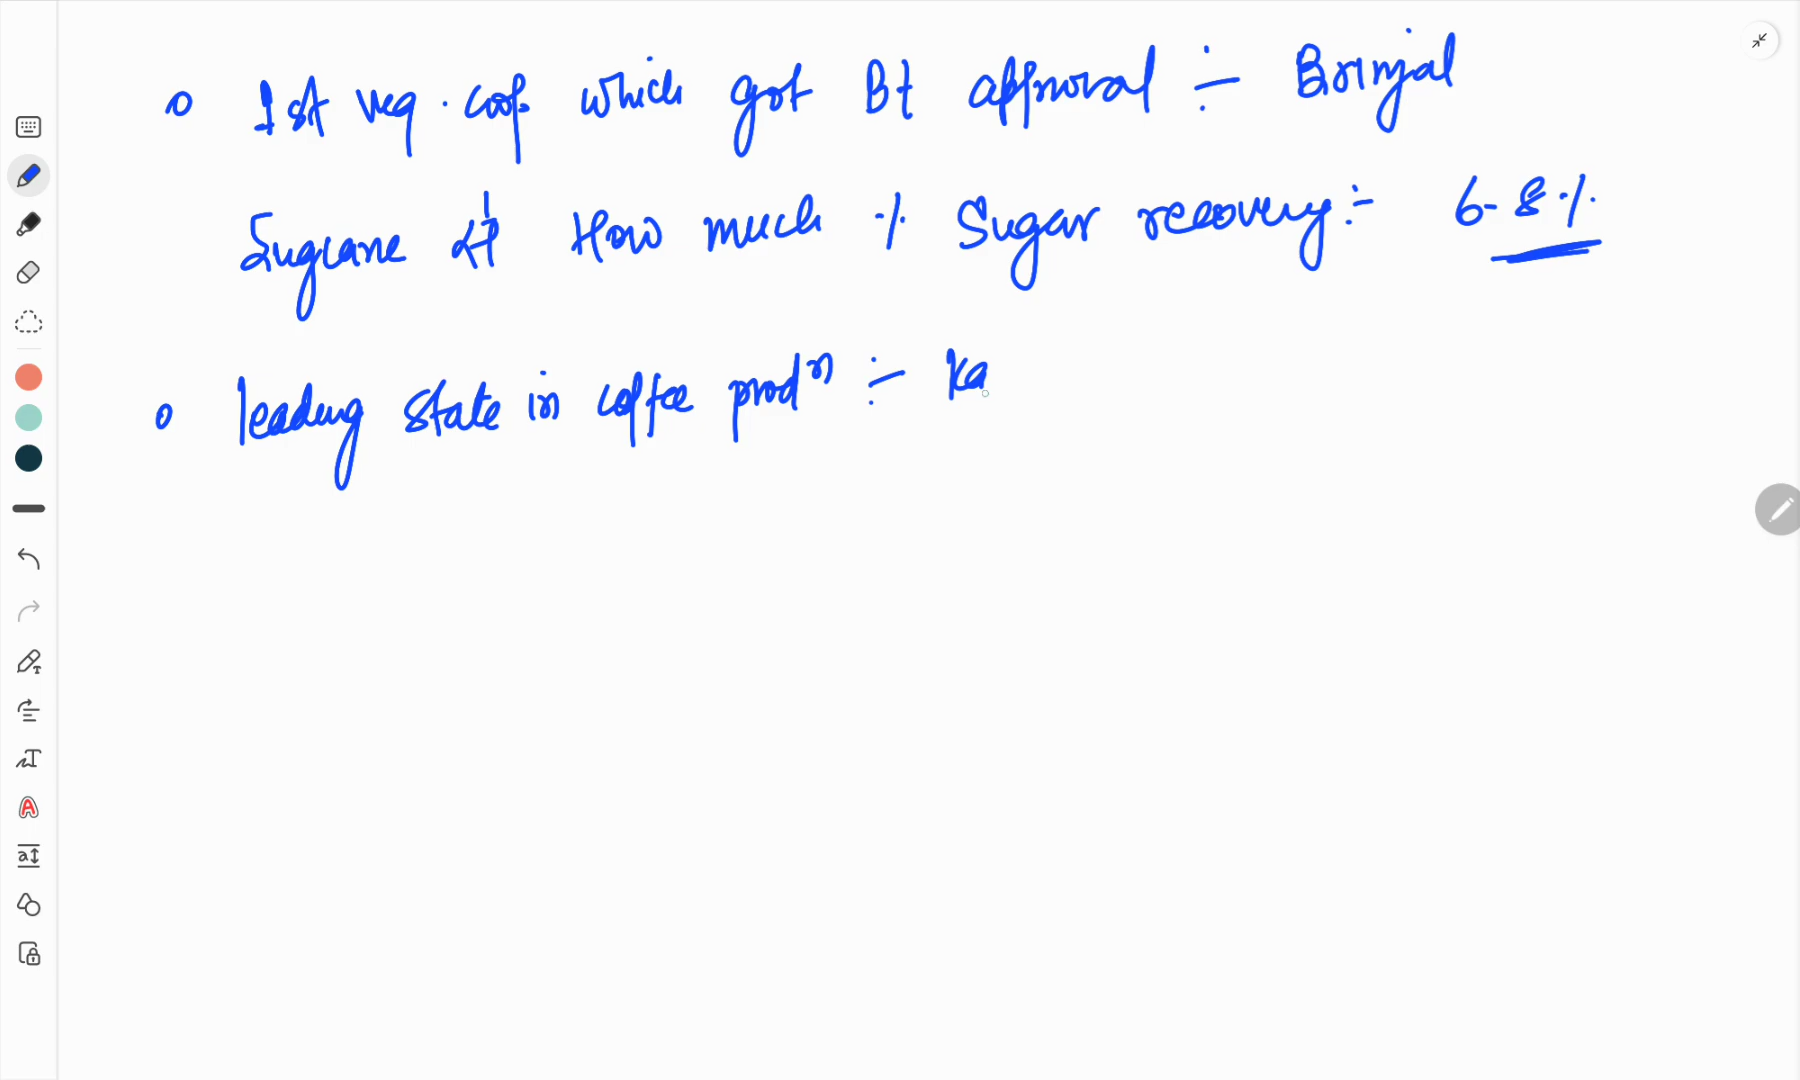 o 1st veg. crop which got Bt approval :- Brinjal
Sugcane में How much % Sugar recovery :- 6-8 %.
o leading state in coffee prodⁿ :- Ka